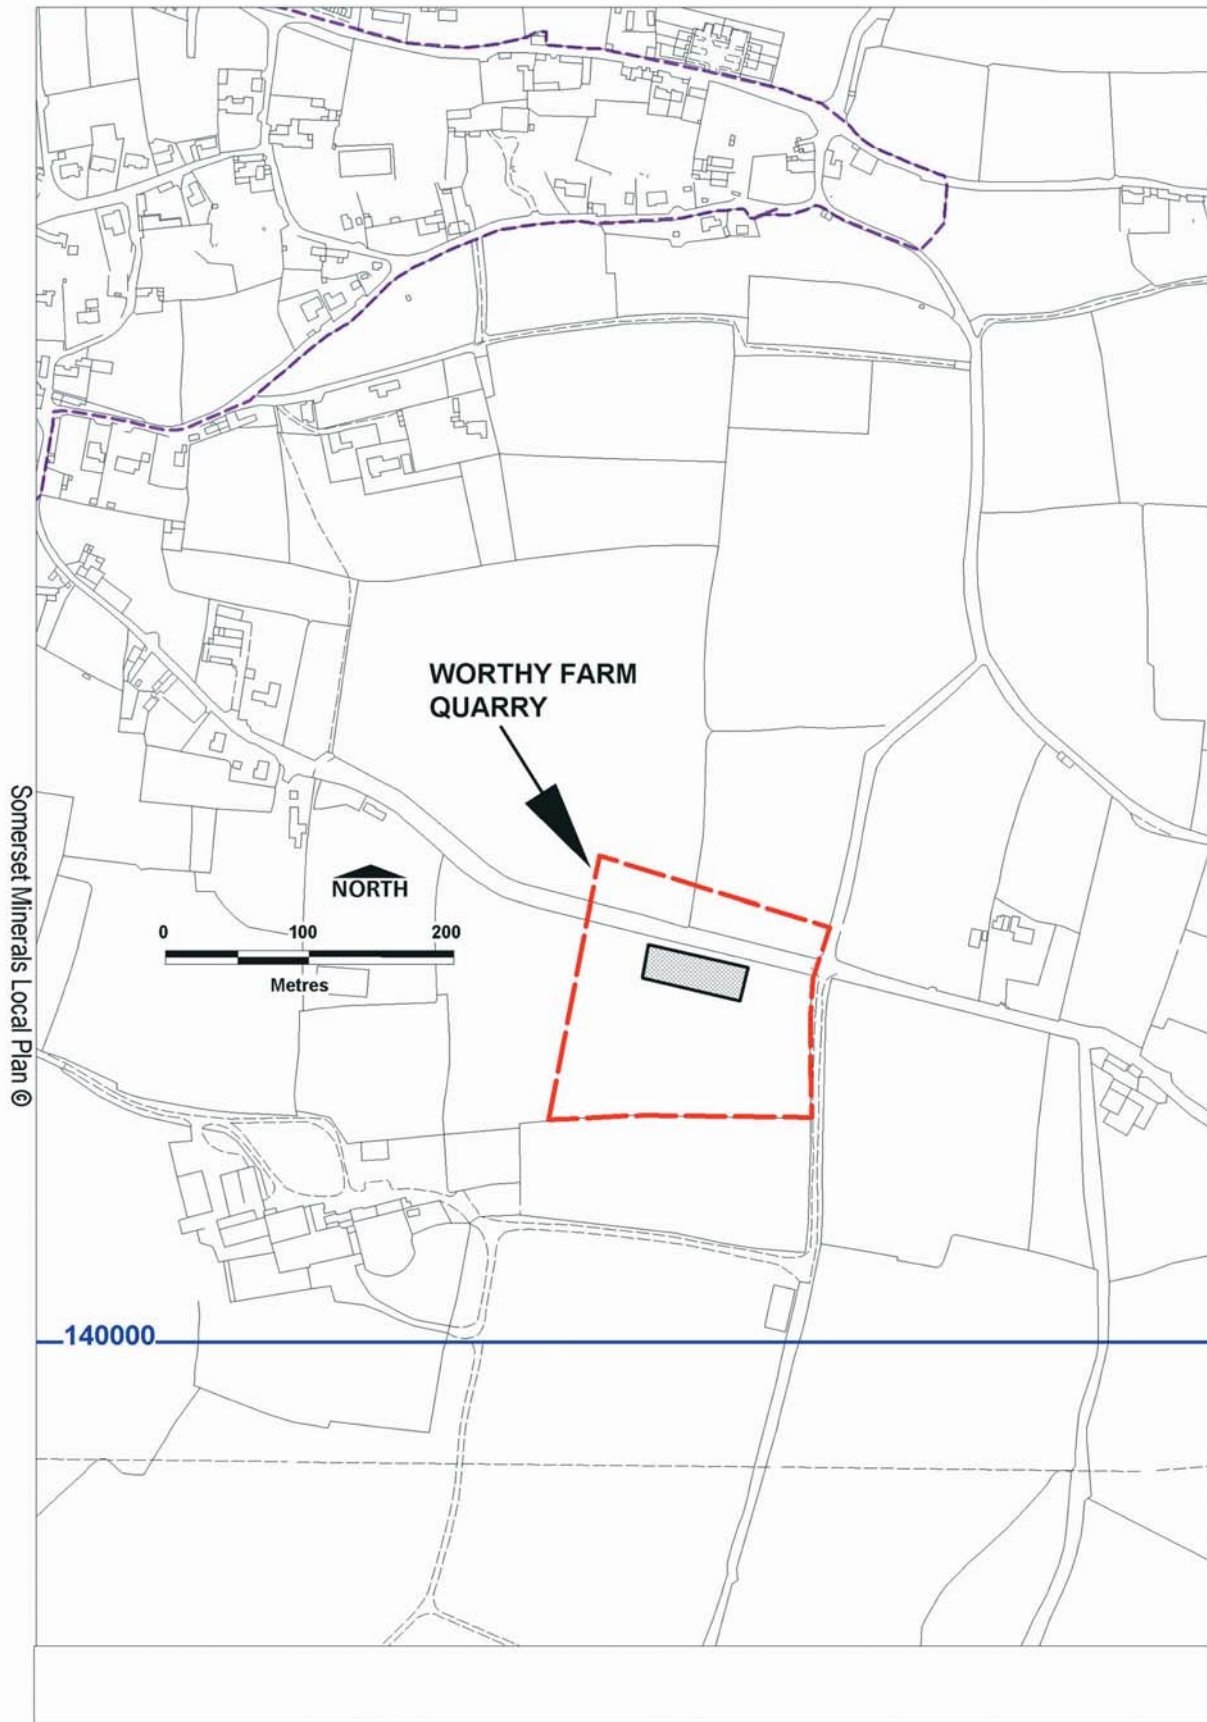 WORTHY FARM
QUARRY
NORTH
0 100 200
Metres
Somerset Minerals Local Plan ©
140000